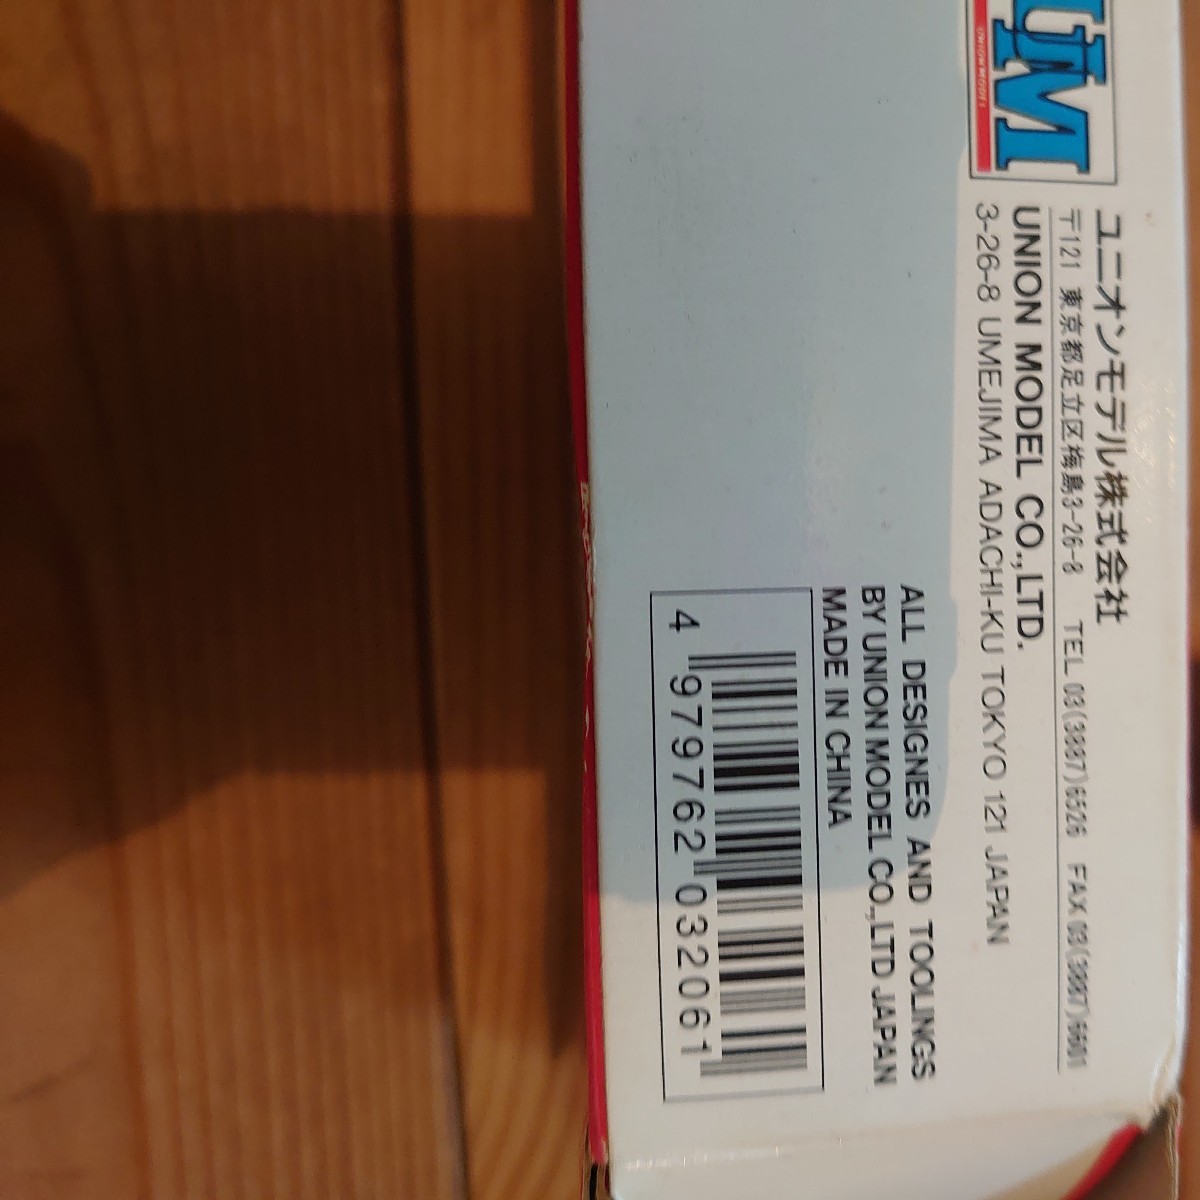 UM
UNION MODEL
ユニオンモデル株式会社
〒121 東京都足立区梅島3-26-8 TEL 03(3887)6526 FAX 03(3887)6601
UNION MODEL CO.,LTD.
3-26-8 UMEJIMA ADACHI-KU TOKYO 121 JAPAN
ALL DESIGNES AND TOOLINGS
BY UNION MODEL CO.,LTD JAPAN
MADE IN CHINA
4 979762 032061